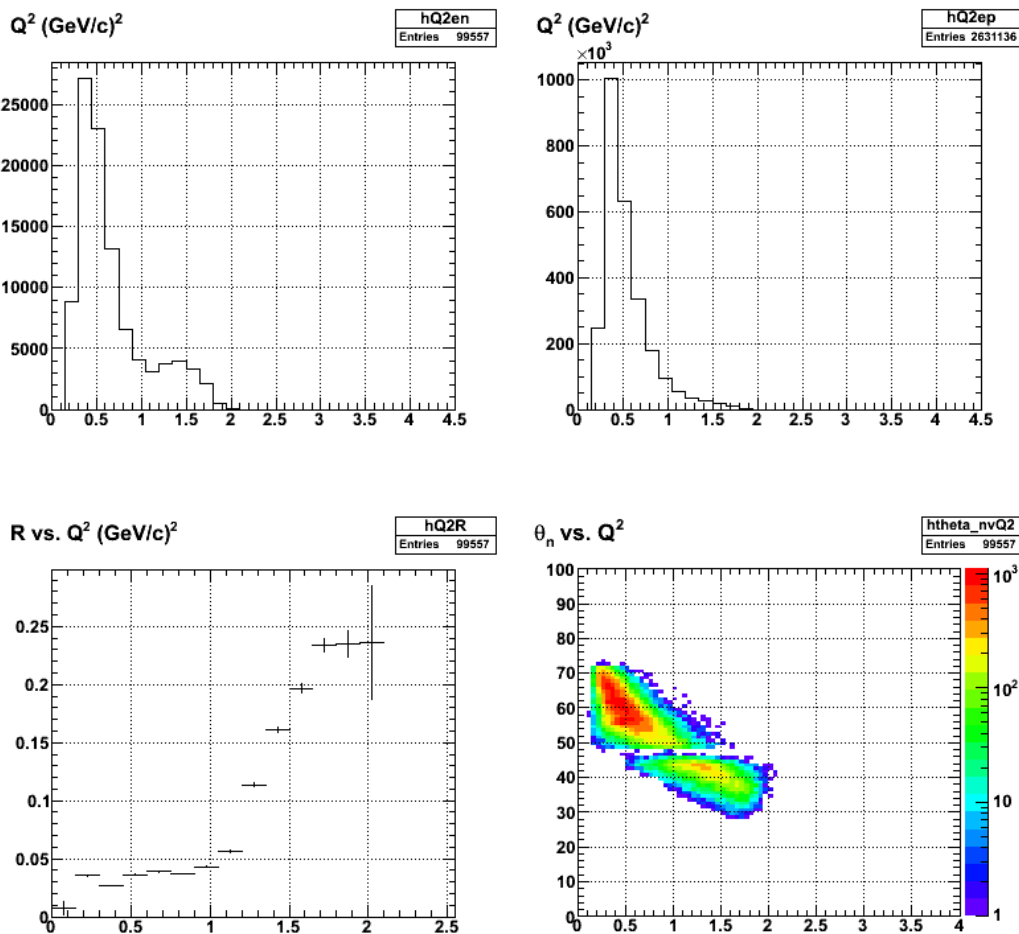 Q² (GeV/c)²
hQ2en
Entries 99557
25000
20000
15000
10000
5000
0
0 0.5 1 1.5 2 2.5 3 3.5 4 4.5
Q² (GeV/c)²
hQ2ep
Entries 2631136
×10³
1000
800
600
400
200
0
0 0.5 1 1.5 2 2.5 3 3.5 4 4.5
R vs. Q² (GeV/c)²
hQ2R
Entries 99557
0.25
0.2
0.15
0.1
0.05
0
0 0.5 1 1.5 2 2.5
θn vs. Q²
htheta_nvQ2
Entries 99557
100
90
80
70
60
50
40
30
20
10
0
0 0.5 1 1.5 2 2.5 3 3.5 4
10³
10²
10
1